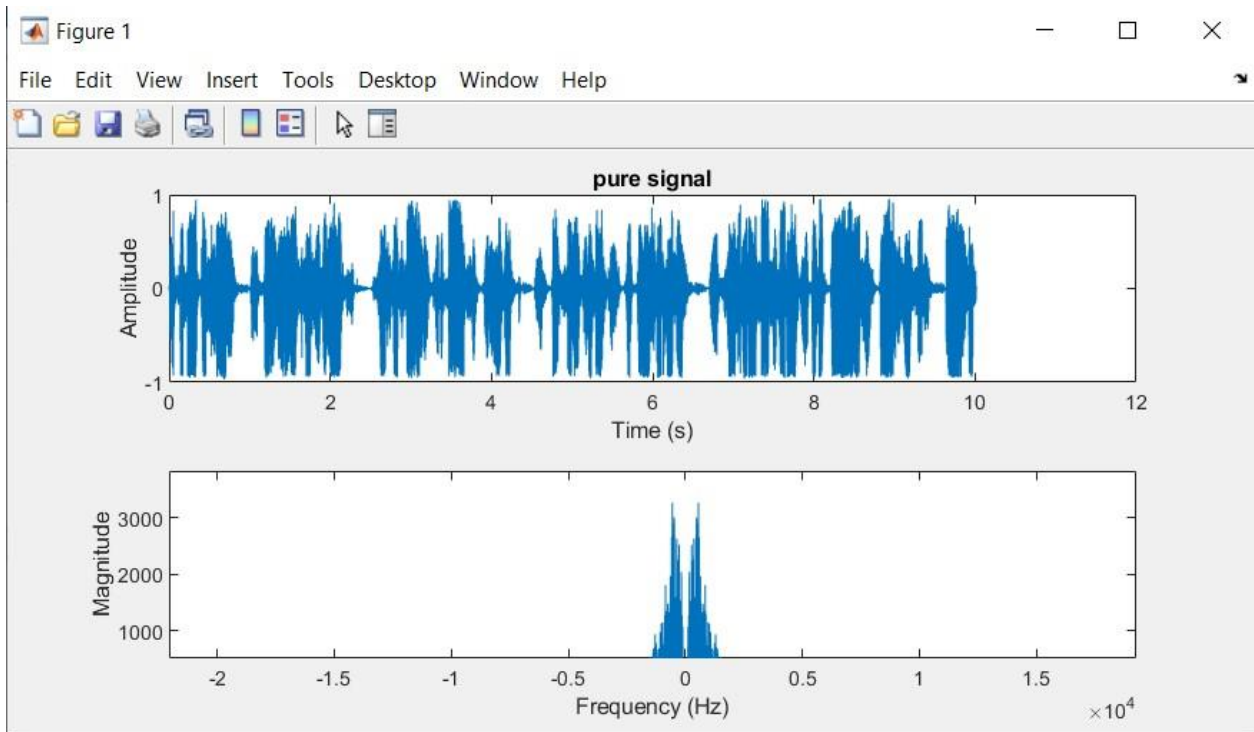 Figure 1
File Edit View Insert Tools Desktop Window Help
pure signal
1
0
-1
Amplitude
0 2 4 6 8 10 12
Time (s)
3000
2000
1000
Magnitude
-2 -1.5 -1 -0.5 0 0.5 1 1.5
Frequency (Hz)
×10⁴